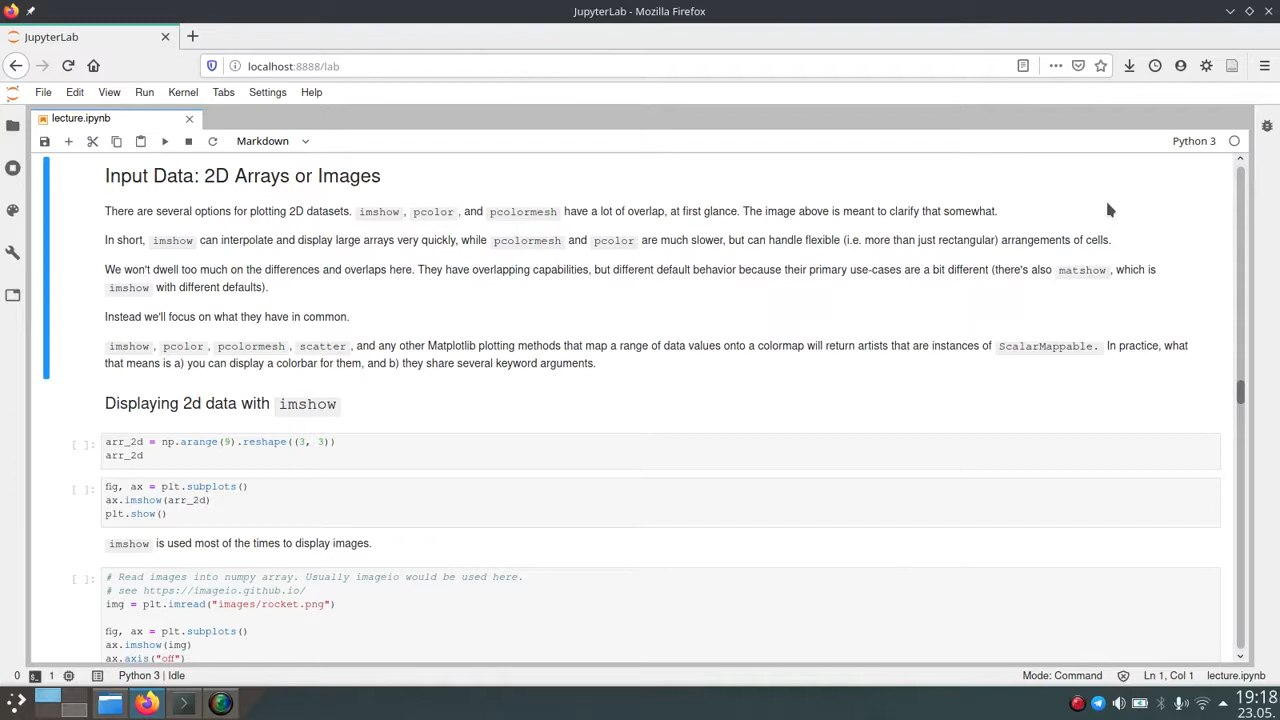 JupyterLab - Mozilla Firefox
JupyterLab
localhost:8888/lab
File Edit View Run Kernel Tabs Settings Help
lecture.ipynb
Markdown
Python 3
Input Data: 2D Arrays or Images
There are several options for plotting 2D datasets. imshow, pcolor, and pcolormesh have a lot of overlap, at first glance. The image above is meant to clarify that somewhat.
In short, imshow can interpolate and display large arrays very quickly, while pcolormesh and pcolor are much slower, but can handle flexible (i.e. more than just rectangular) arrangements of cells.
We won't dwell too much on the differences and overlaps here. They have overlapping capabilities, but different default behavior because their primary use-cases are a bit different (there's also matshow, which is
imshow with different defaults).
Instead we'll focus on what they have in common.
imshow, pcolor, pcolormesh, scatter, and any other Matplotlib plotting methods that map a range of data values onto a colormap will return artists that are instances of ScalarMappable. In practice, what
that means is a) you can display a colorbar for them, and b) they share several keyword arguments.
Displaying 2d data with imshow
[ ]: arr_2d = np.arange(9).reshape((3, 3))
arr_2d
[ ]: fig, ax = plt.subplots()
ax.imshow(arr_2d)
plt.show()
imshow is used most of the times to display images.
[ ]: # Read images into numpy array. Usually imageio would be used here.
# see https://imageio.github.io/
img = plt.imread("images/rocket.png")
fig, ax = plt.subplots()
ax.imshow(img)
ax.axis("off")
0 1 Python 3 | Idle Mode: Command Ln 1, Col 1 lecture.ipynb
19:18
23.05.